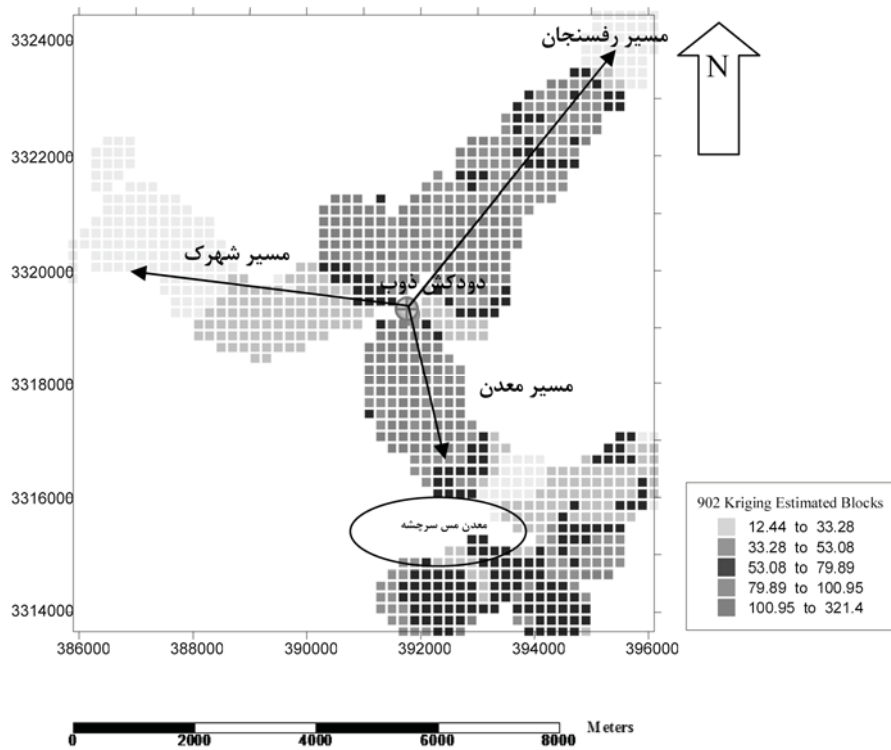 3324000
مسیر رفسنجان
N
3322000
مسیر شهرک
3320000
دودکش ذوب
3318000
مسیر معدن
3316000
معدن مس سرچشمه
3314000
386000 388000 390000 392000 394000 396000
902 Kriging Estimated Blocks
12.44 to 33.28
33.28 to 53.08
53.08 to 79.89
79.89 to 100.95
100.95 to 321.4
Meters
0 2000 4000 6000 8000